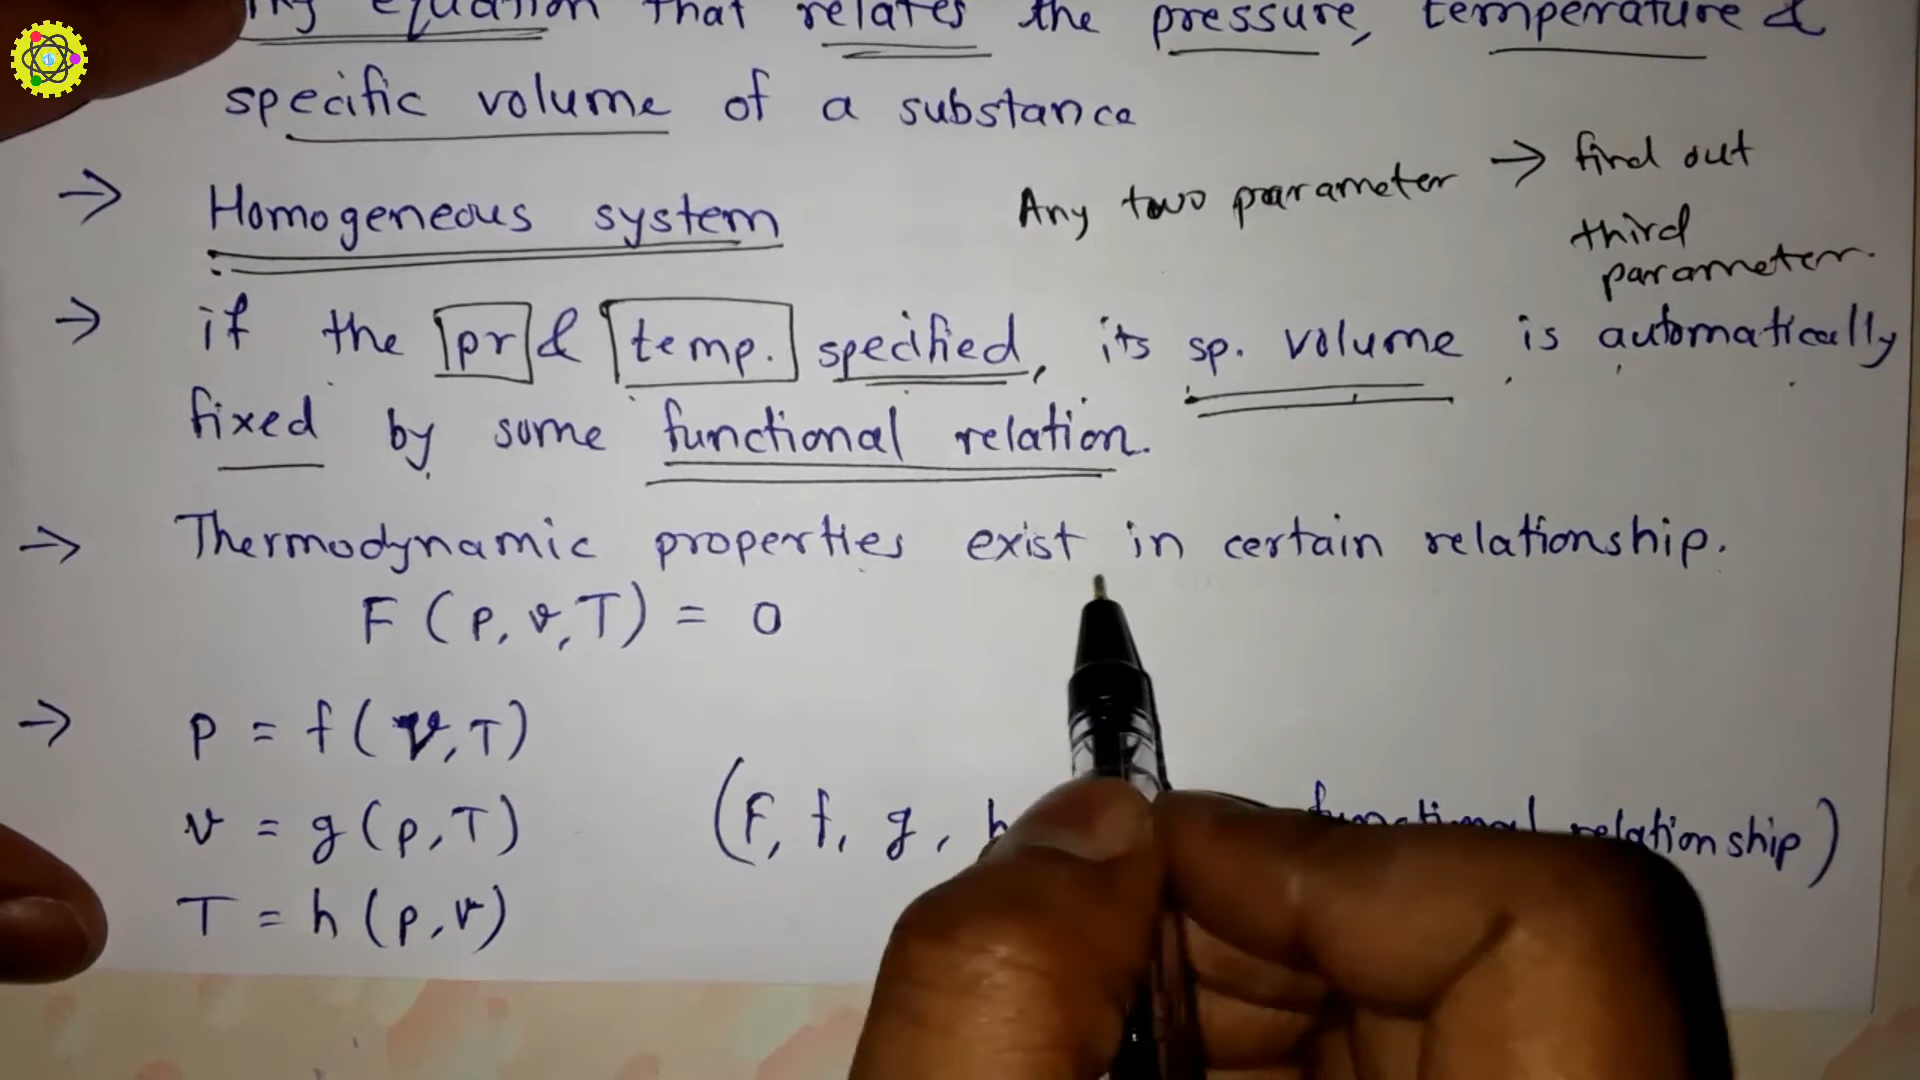 equation that relates the pressure, temperature &
specific volume of a substance
→ Homogeneous system
Any two parameter → find out
third
parameter.
→ if the pr & temp. specified, its sp. volume is automatically
fixed by some functional relation.
→ Thermodynamic properties exist in certain relationship.
F (p, v, T) = 0
→ p = f (v, T)
v = g (p, T)
(F, f, g, h functional relationship)
T = h (p, v)